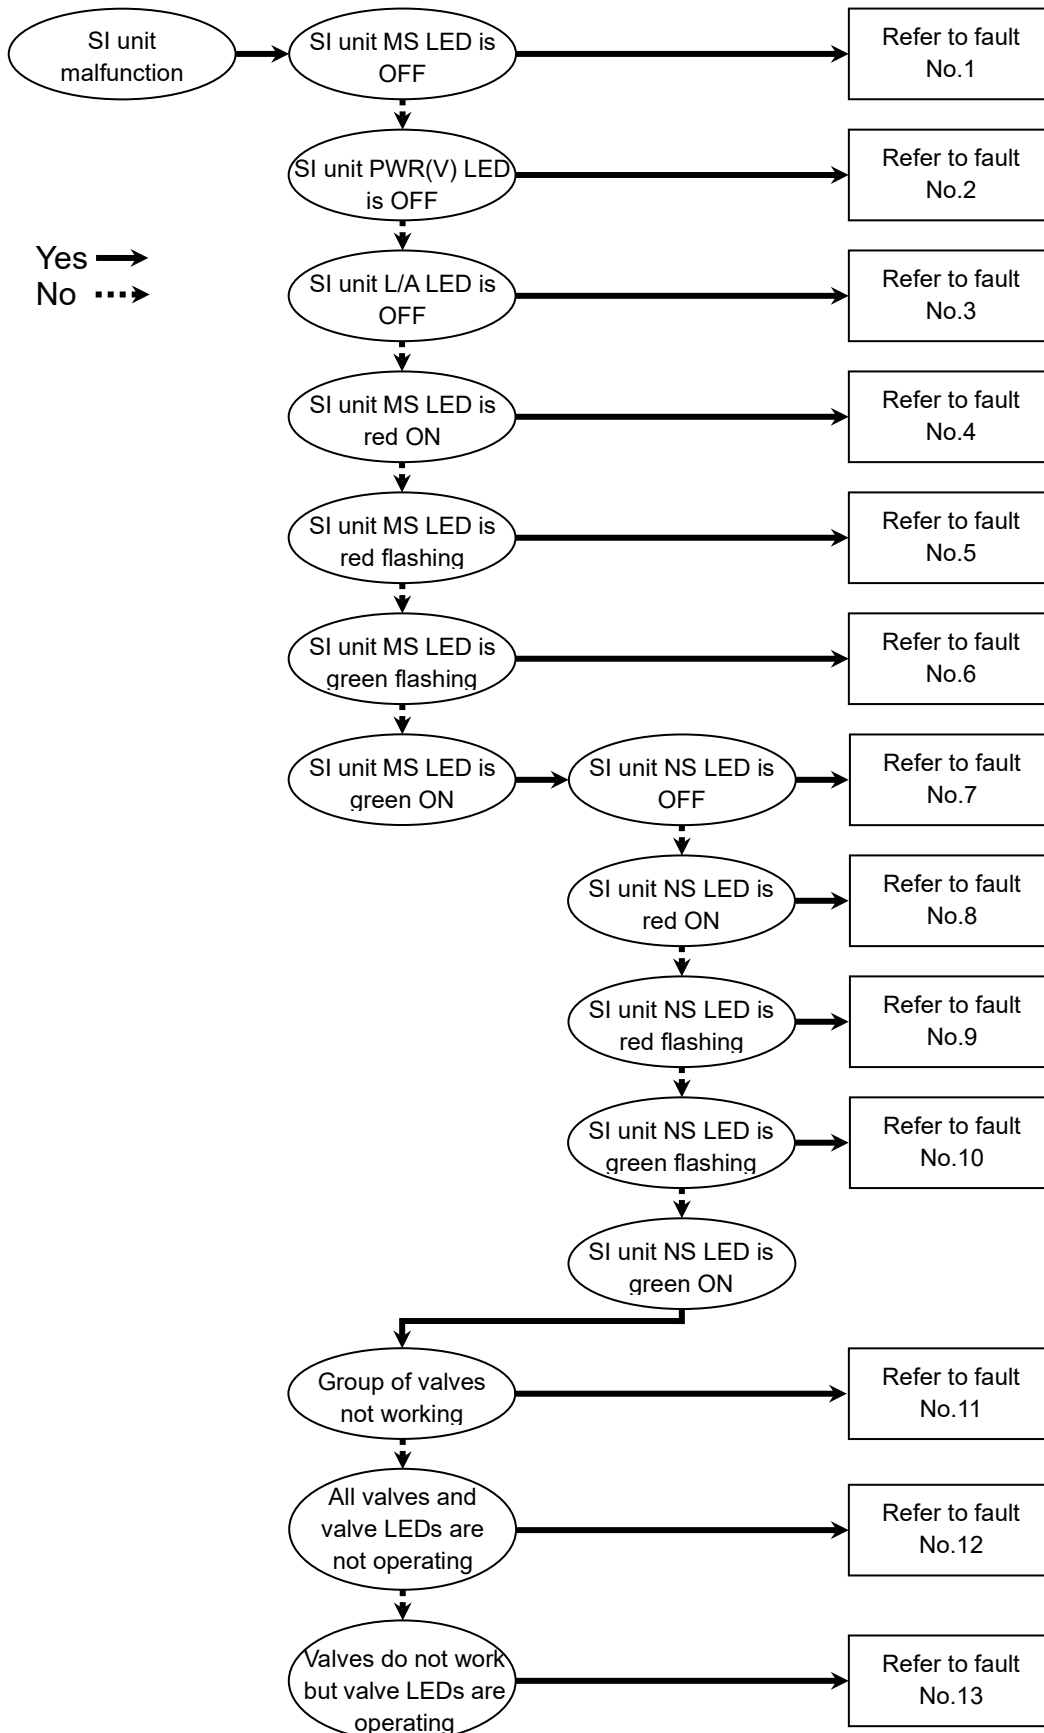 SI unit
malfunction
SI unit MS LED is
OFF
Refer to fault
No.1
SI unit PWR(V) LED
is OFF
Refer to fault
No.2
Yes
No
SI unit L/A LED is
OFF
Refer to fault
No.3
SI unit MS LED is
red ON
Refer to fault
No.4
SI unit MS LED is
red flashing
Refer to fault
No.5
SI unit MS LED is
green flashing
Refer to fault
No.6
SI unit MS LED is
green ON
SI unit NS LED is
OFF
Refer to fault
No.7
SI unit NS LED is
red ON
Refer to fault
No.8
SI unit NS LED is
red flashing
Refer to fault
No.9
SI unit NS LED is
green flashing
Refer to fault
No.10
SI unit NS LED is
green ON
Group of valves
not working
Refer to fault
No.11
All valves and
valve LEDs are
not operating
Refer to fault
No.12
Valves do not work
but valve LEDs are
operating
Refer to fault
No.13